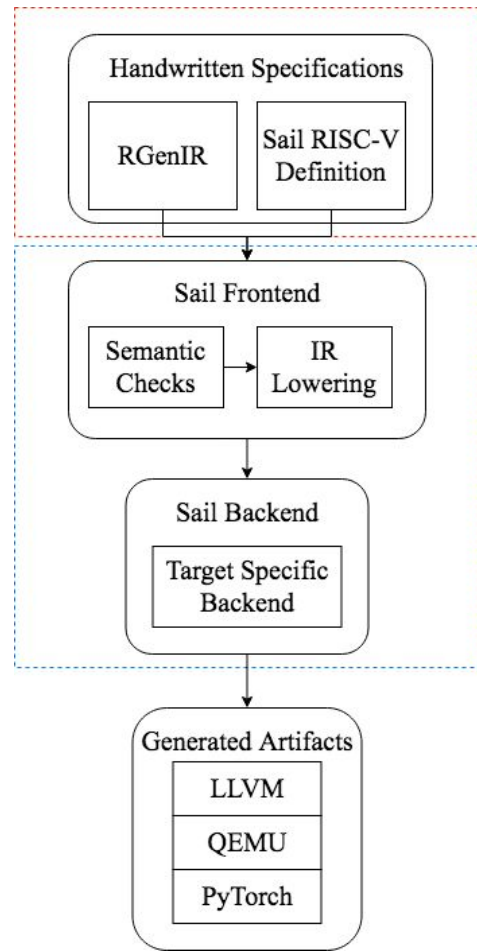 Handwritten Specifications
RGenIR
Sail RISC-V
Definition
Sail Frontend
Semantic
Checks
IR
Lowering
Sail Backend
Target Specific
Backend
Generated Artifacts
LLVM
QEMU
PyTorch